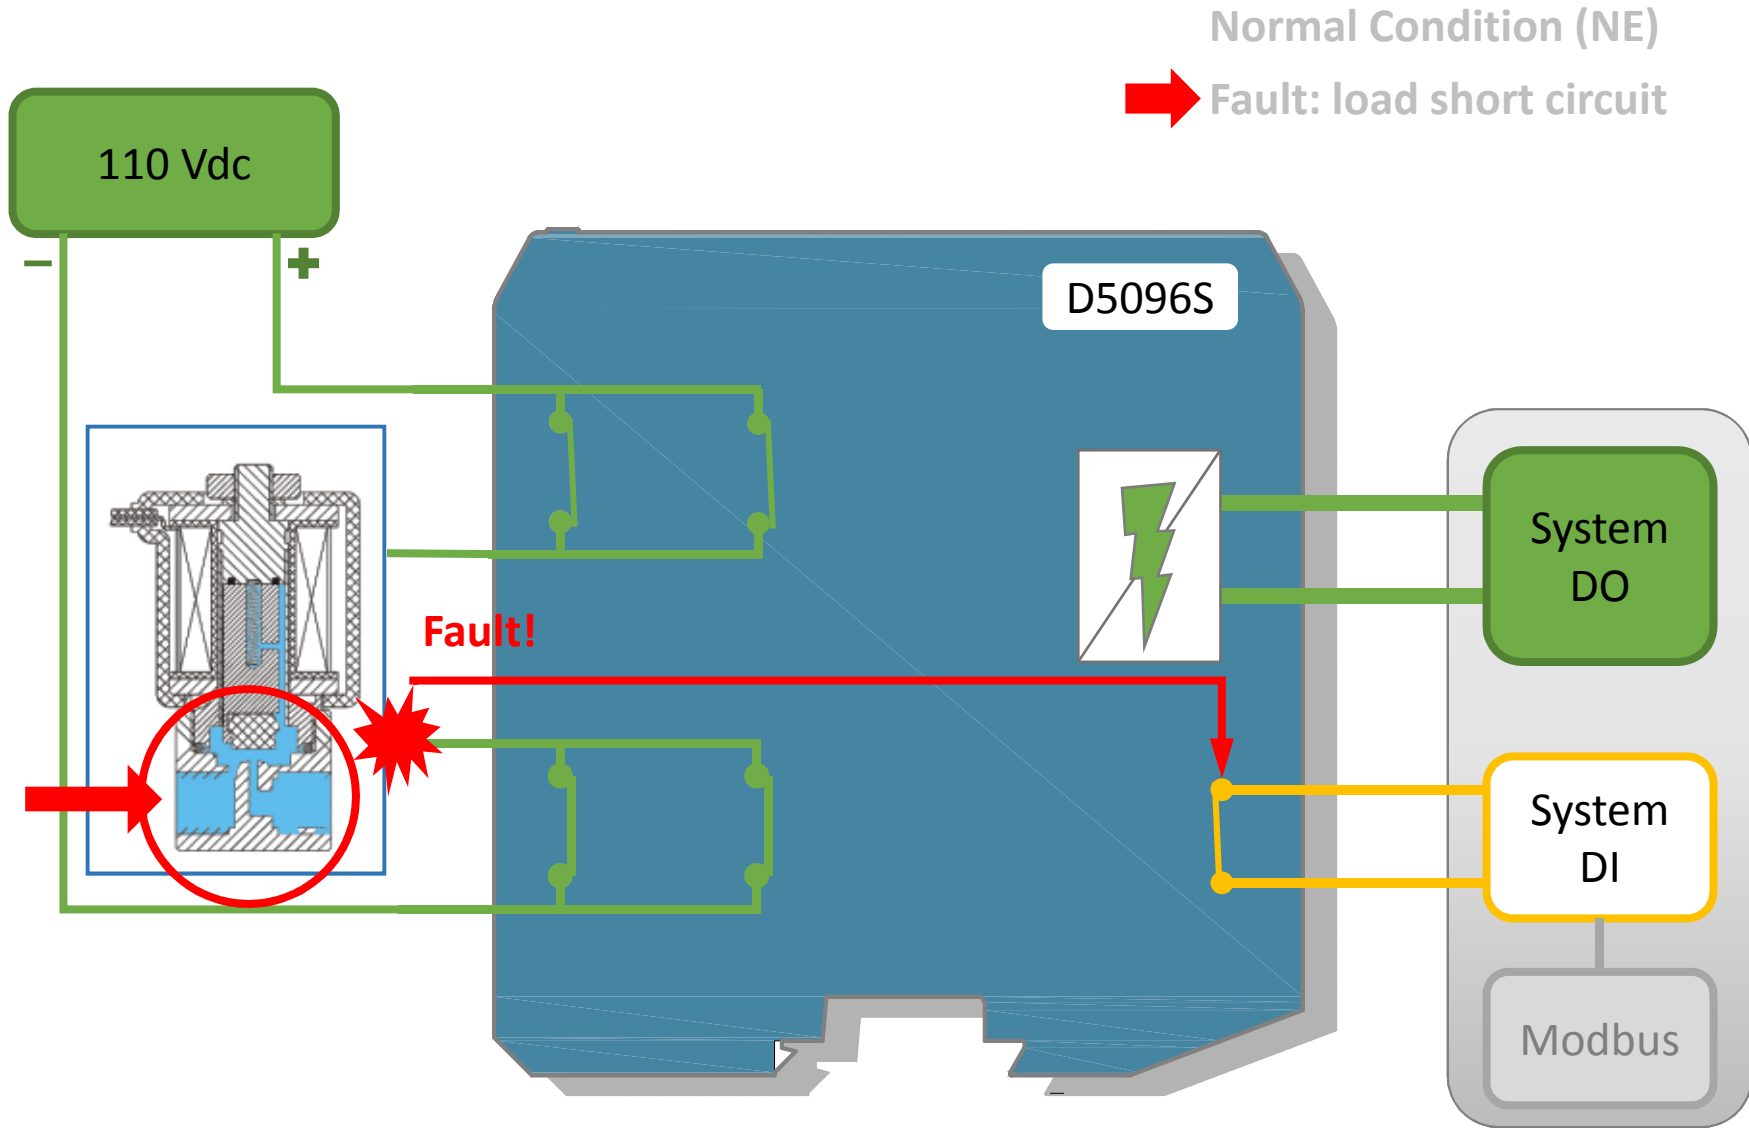 Normal Condition (NE)
Fault: load short circuit
110 Vdc
− +
D5096S
System
DO
Fault!
System
DI
Modbus